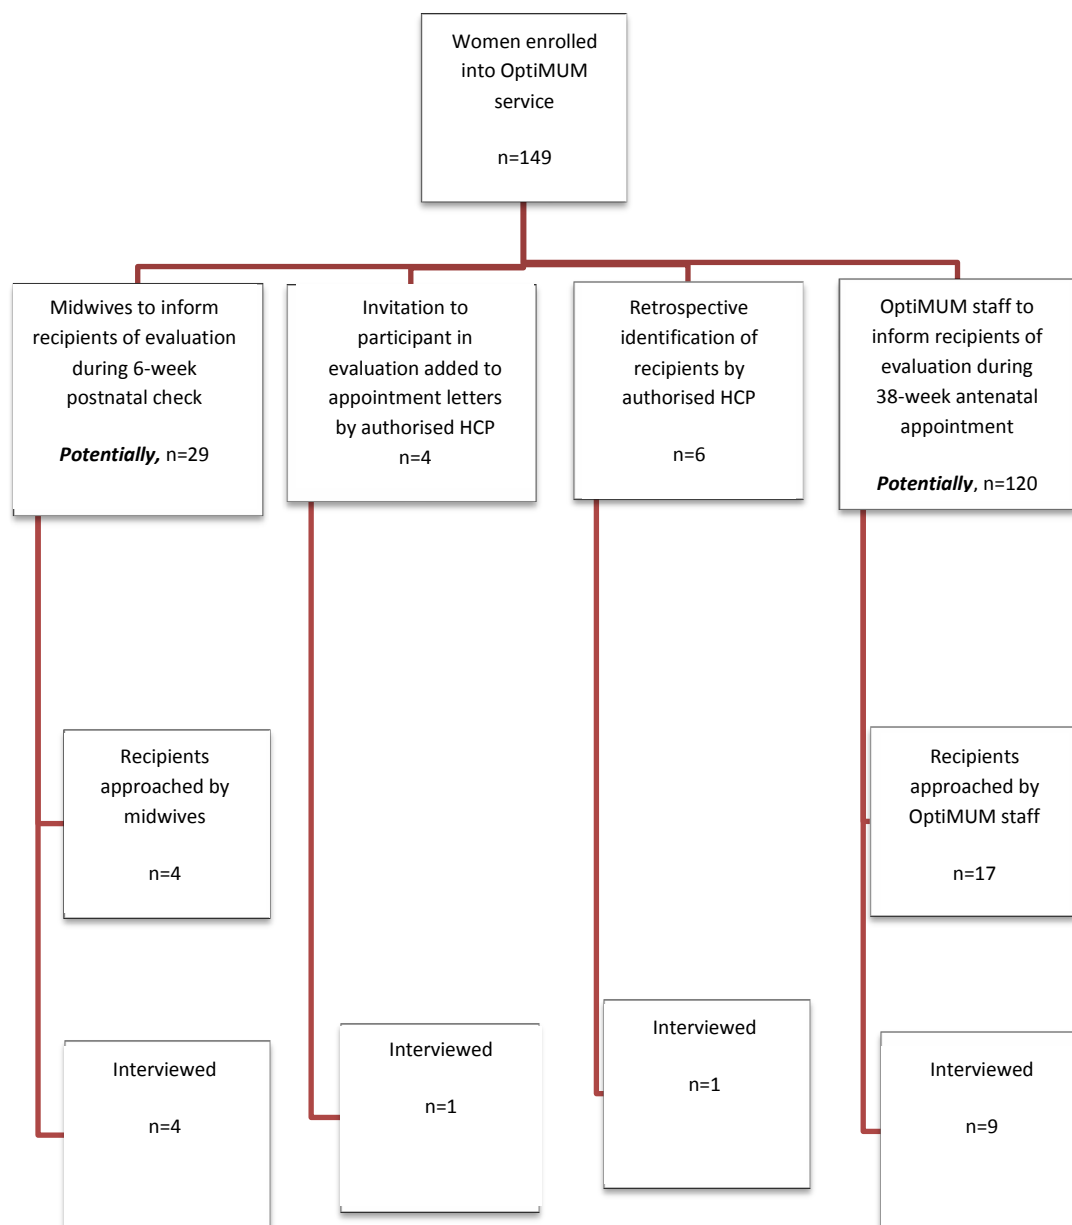 Women enrolled
into OptiMUM
service
n=149
Midwives to inform
recipients of evaluation
during 6-week
postnatal check
Potentially, n=29
Invitation to
participant in
evaluation added to
appointment letters
by authorised HCP
n=4
Retrospective
identification of
recipients by
authorised HCP
n=6
OptiMUM staff to
inform recipients of
evaluation during
38-week antenatal
appointment
Potentially, n=120
Recipients
approached by
midwives
n=4
Recipients
approached by
OptiMUM staff
n=17
Interviewed
n=4
Interviewed
n=1
Interviewed
n=1
Interviewed
n=9